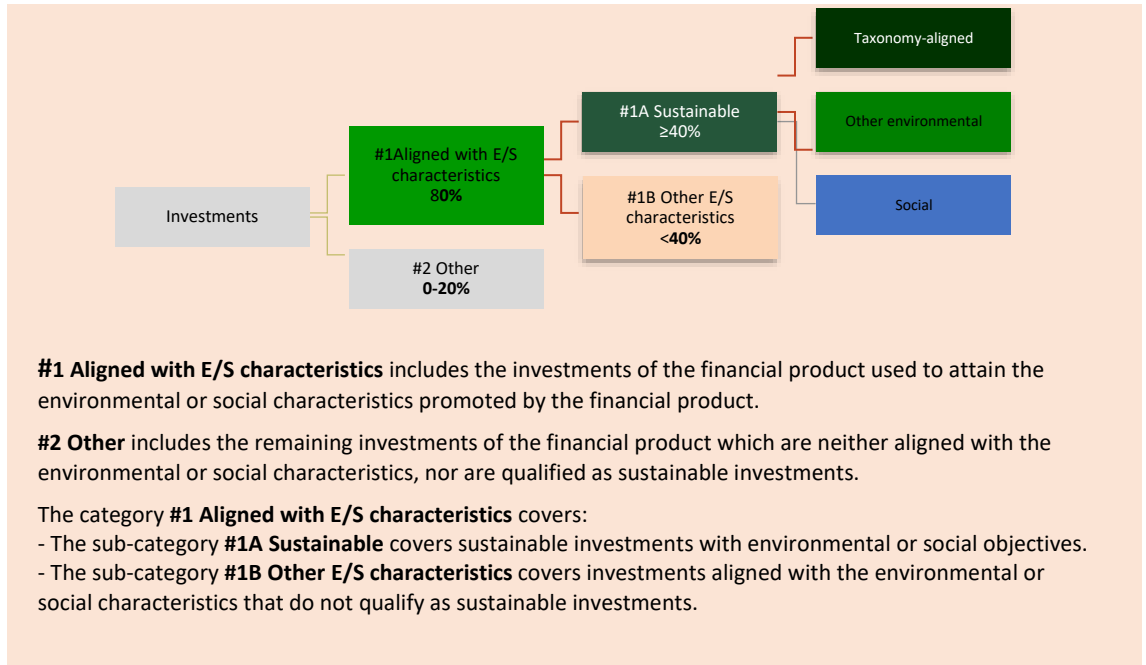 Taxonomy-aligned
#1A Sustainable
≥40%
Other environmental
#1Aligned with E/S
characteristics
80%
Investments
#1B Other E/S
characteristics
<40%
Social
#2 Other
0-20%
#1 Aligned with E/S characteristics includes the investments of the financial product used to attain the
environmental or social characteristics promoted by the financial product.
#2 Other includes the remaining investments of the financial product which are neither aligned with the
environmental or social characteristics, nor are qualified as sustainable investments.
The category #1 Aligned with E/S characteristics covers:
- The sub-category #1A Sustainable covers sustainable investments with environmental or social objectives.
- The sub-category #1B Other E/S characteristics covers investments aligned with the environmental or
social characteristics that do not qualify as sustainable investments.